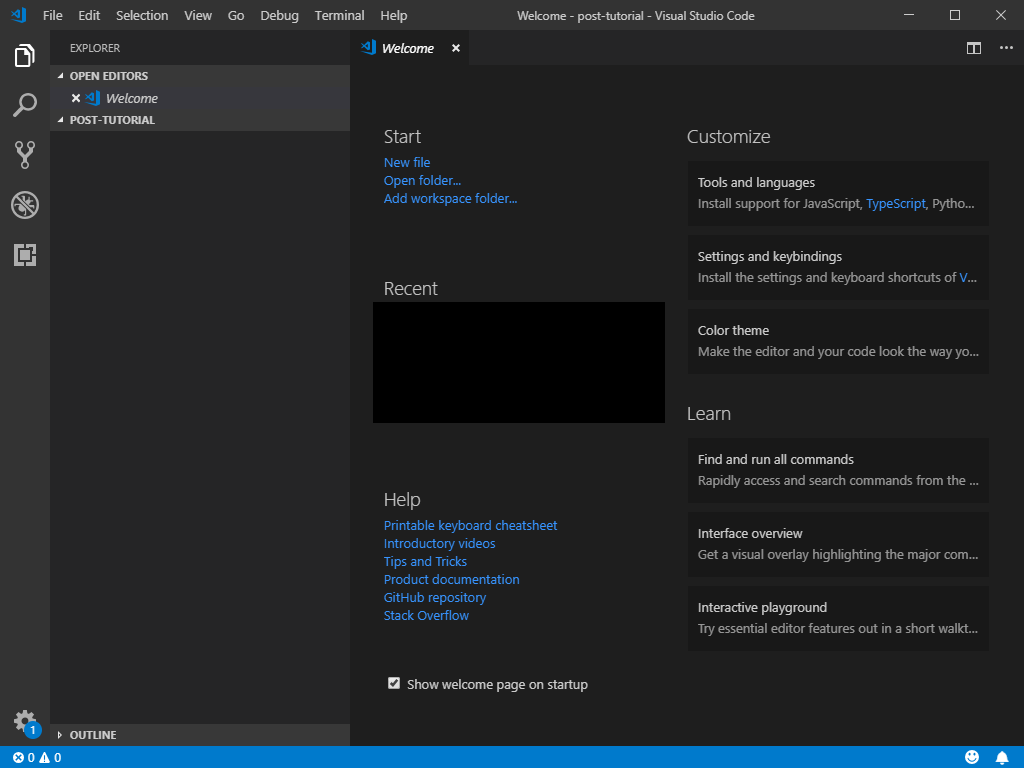 File Edit Selection View Go Debug Terminal Help Welcome - post-tutorial - Visual Studio Code
EXPLORER
OPEN EDITORS
Welcome
POST-TUTORIAL
OUTLINE
Welcome
Start
New file
Open folder...
Add workspace folder...
Recent
Help
Printable keyboard cheatsheet
Introductory videos
Tips and Tricks
Product documentation
GitHub repository
Stack Overflow
Show welcome page on startup
Customize
Tools and languages
Install support for JavaScript, TypeScript, Pytho...
Settings and keybindings
Install the settings and keyboard shortcuts of V...
Color theme
Make the editor and your code look the way yo...
Learn
Find and run all commands
Rapidly access and search commands from the ...
Interface overview
Get a visual overlay highlighting the major com...
Interactive playground
Try essential editor features out in a short walkt...
1
0 0